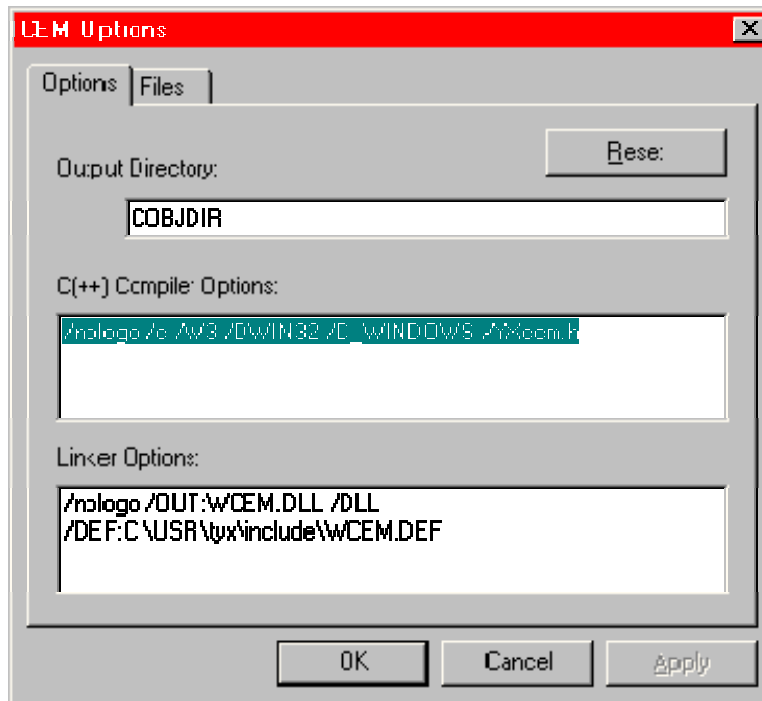 CEM Options
Options
Files
Reset
Output Directory:
COBJDIR
C(++) Compiler Options:
/nologo /c /W3 /DWIN32 /D_WINDOWS /YXcem.h
Linker Options:
/nologo /OUT:WCEM.DLL /DLL
/DEF:C:\USR\tyx\include\WCEM.DEF
OK
Cancel
Apply